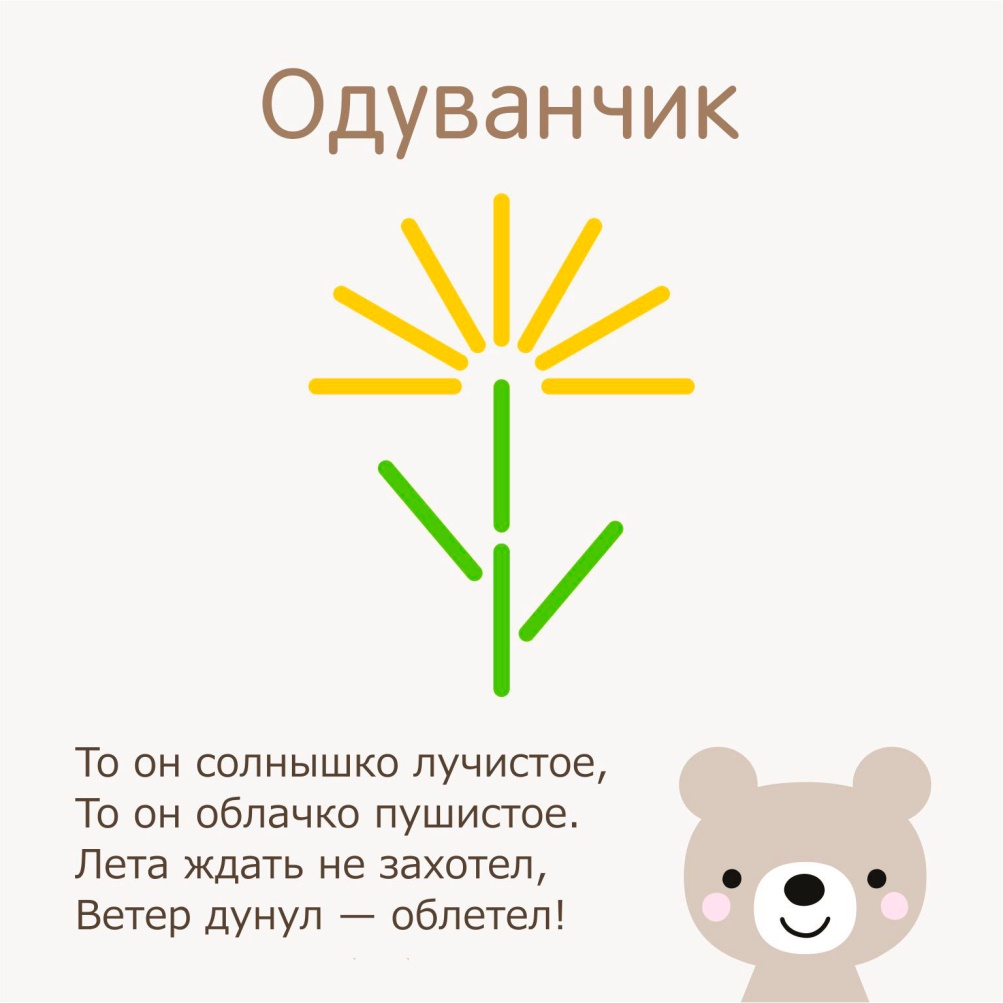 Одуванчик
То он солнышко лучистое,
То он облачко пушистое.
Лета ждать не захотел,
Ветер дунул — облетел!